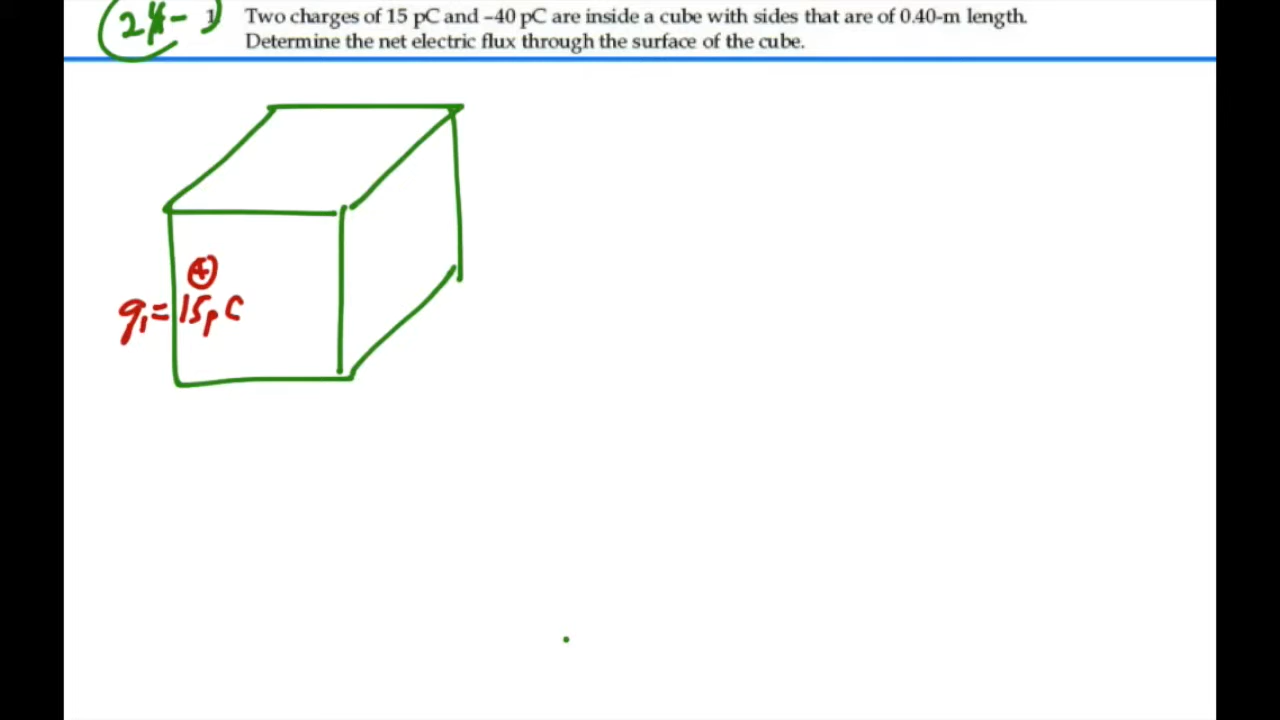 24-1 Two charges of 15 pC and –40 pC are inside a cube with sides that are of 0.40-m length.
Determine the net electric flux through the surface of the cube.
+
q₁= 15pC